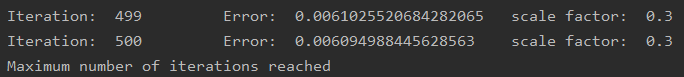 Iteration:  499        Error:  0.0061025520684282065   scale factor:  0.3
Iteration:  500        Error:  0.006094988445628563   scale factor:  0.3
Maximum number of iterations reached